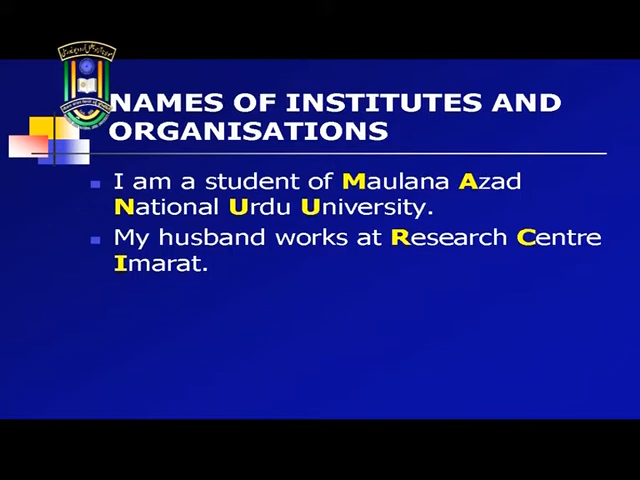 NAMES OF INSTITUTES AND
ORGANISATIONS
I am a student of Maulana Azad
National Urdu University.
My husband works at Research Centre
Imarat.